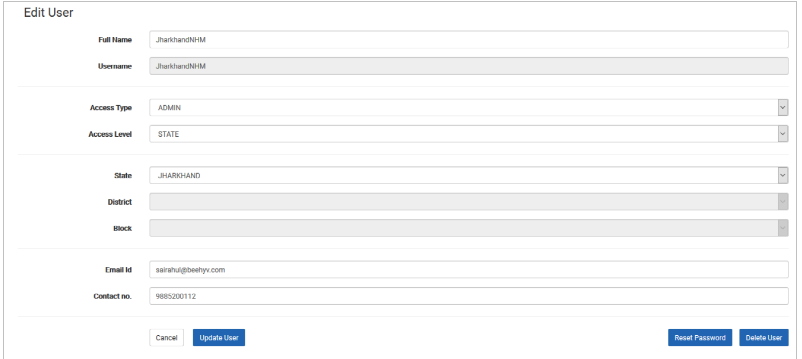 Edit User
Full Name JharkhandNHM
Username JharkhandNHM
Access Type ADMIN
Access Level STATE
State JHARKHAND
District
Block
Email Id sairahul@beehyv.com
Contact no. 9885200112
Cancel Update User Reset Password Delete User